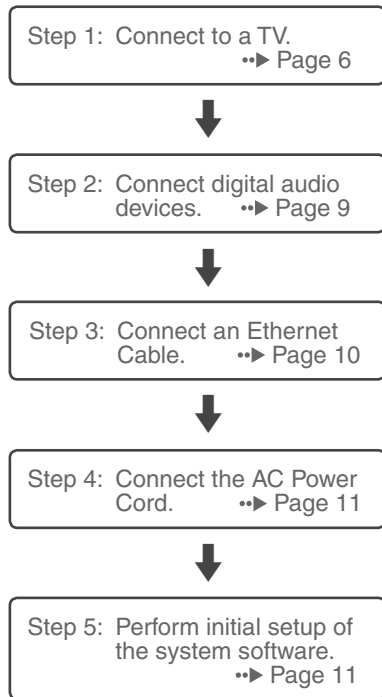 Step 1: Connect to a TV.
••▶ Page 6
Step 2: Connect digital audio
devices. ••▶ Page 9
Step 3: Connect an Ethernet
Cable. ••▶ Page 10
Step 4: Connect the AC Power
Cord. ••▶ Page 11
Step 5: Perform initial setup of
the system software.
••▶ Page 11